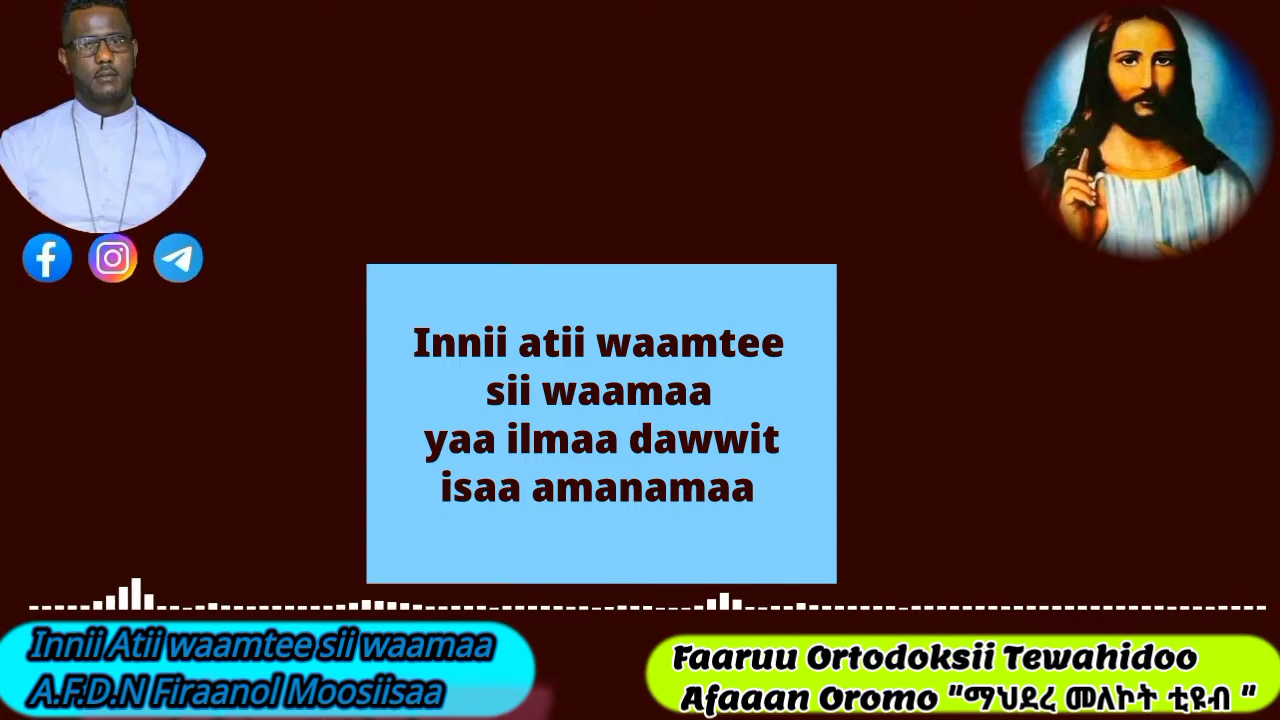 Innii atii waamtee
sii waamaa
yaa ilmaa dawwit
isaa amanamaa
Innii Atii waamtee sii waamaa
A.F.D.N Firaanol Moosiisaa
Faaruu Ortodoksii Tewahidoo
Afaaan Oromo "ማህደረ መለኮት ቲዩብ "